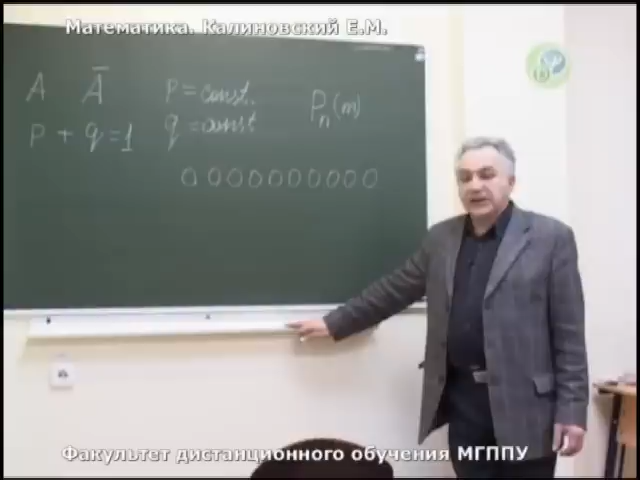 Математика. Калиновский Е.М.
A Ā P = const. Pn(m)
P + q = 1 q = const
0 0 0 0 0 0 0 0 0 0
Факультет дистанционного обучения МГППУ